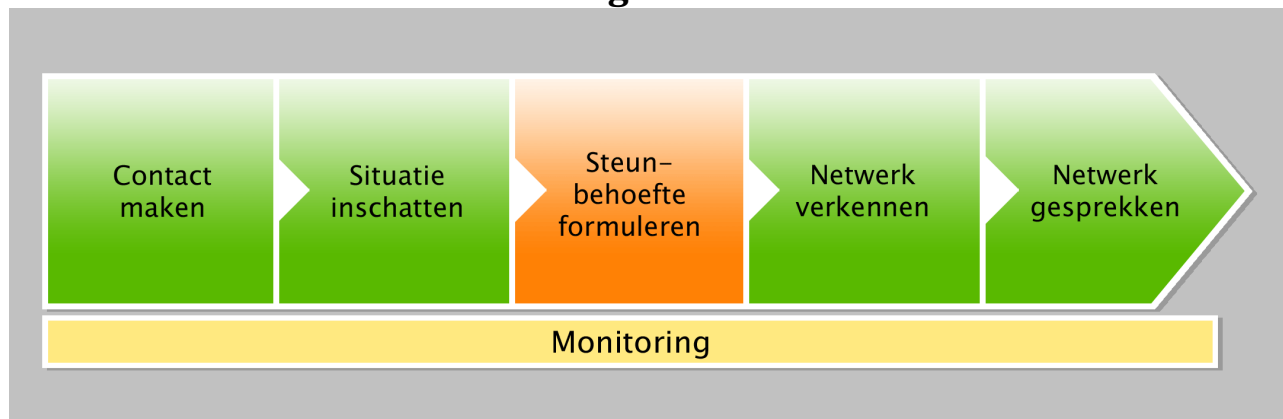 Contact
maken
Situatie
inschatten
Steun-
behoefte
formuleren
Netwerk
verkennen
Netwerk
gesprekken
Monitoring